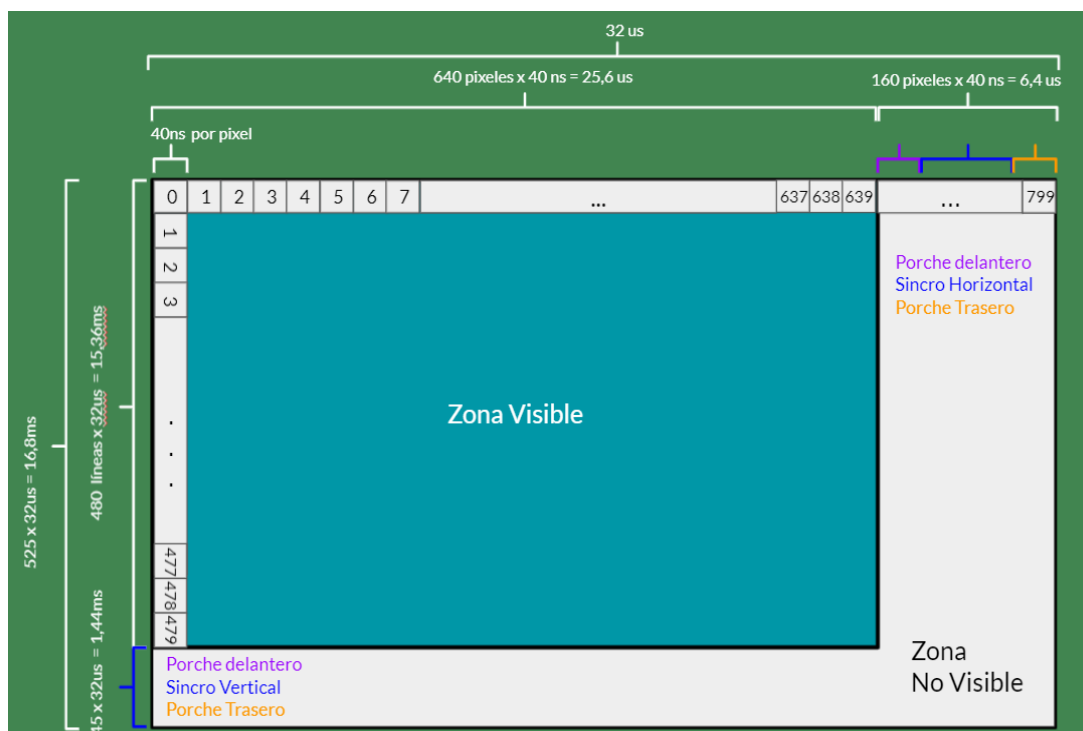 32 us
640 pixeles x 40 ns = 25,6 us
160 pixeles x 40 ns = 6,4 us
40ns por pixel
0 1 2 3 4 5 6 7 ... 637 638 639 ... 799
1
2
3
.
.
.
477
478
479
Zona Visible
Porche delantero
Sincro Horizontal
Porche Trasero
525 x 32us = 16,8ms
480 líneas x 32us = 15,36ms
45 x 32us = 1,44ms
Porche delantero
Sincro Vertical
Porche Trasero
Zona
No Visible